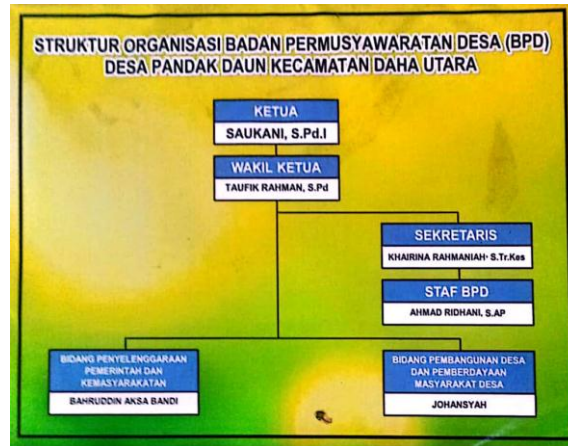 STRUKTUR ORGANISASI BADAN PERMUSYAWARATAN DESA (BPD)
DESA PANDAK DAUN KECAMATAN DAHA UTARA
KETUA
SAUKANI, S.Pd.I
WAKIL KETUA
TAUFIK RAHMAN, S.Pd
SEKRETARIS
KHAIRINA RAHMANIAH, S.Tr.Kes
STAF BPD
AHMAD RIDHANI, S.AP
BIDANG PENYELENGGARAAN
PEMERINTAH DAN
KEMASYARAKATAN
BAHRUDDIN AKSA BANDI
BIDANG PEMBANGUNAN DESA
DAN PEMBERDAYAAN
MASYARAKAT DESA
JOHANSYAH